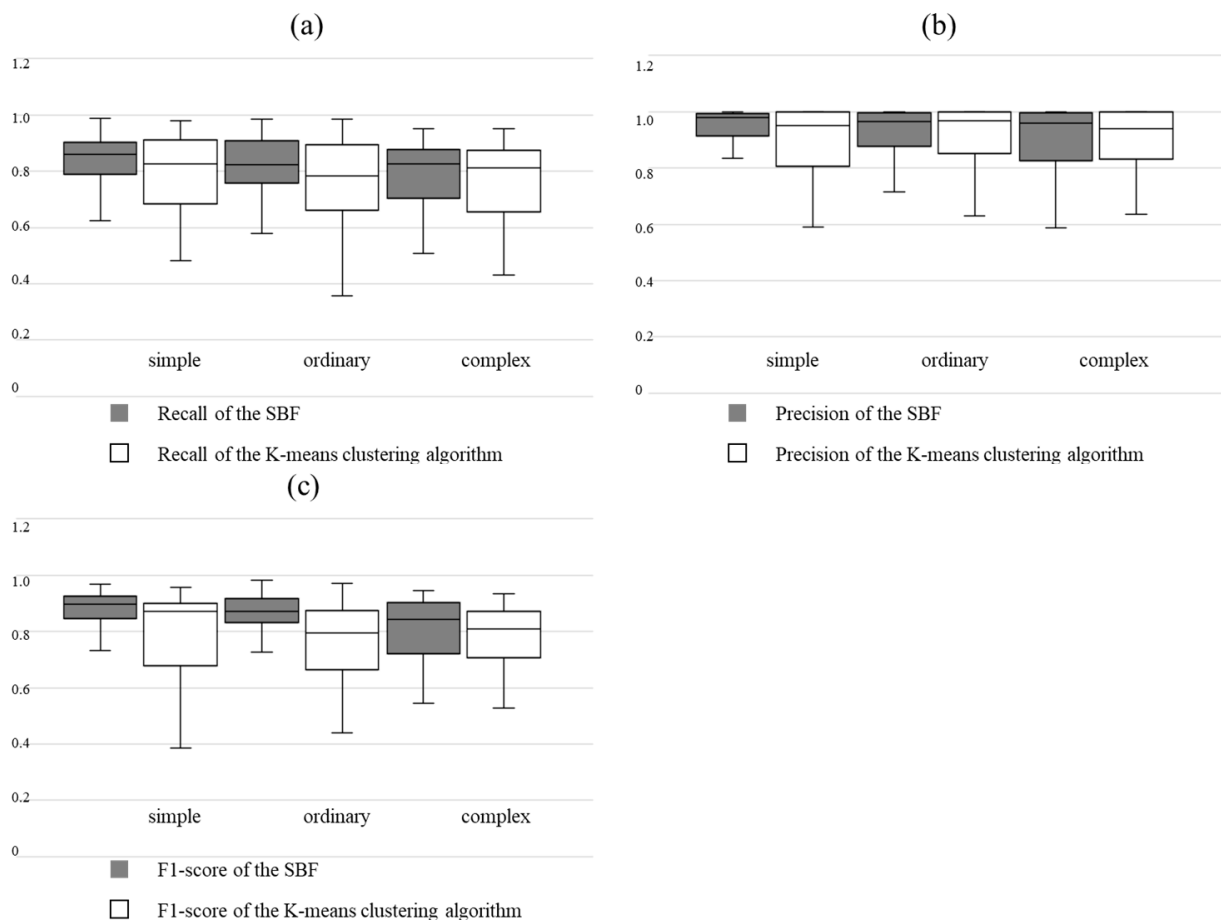 (a)
1.2
1.0
0.8
0.6
0.4
0.2
0
simple ordinary complex
Recall of the SBF
Recall of the K-means clustering algorithm
(b)
1.2
1.0
0.8
0.6
0.4
0.2
0
simple ordinary complex
Precision of the SBF
Precision of the K-means clustering algorithm
(c)
1.2
1.0
0.8
0.6
0.4
0.2
0
simple ordinary complex
F1-score of the SBF
F1-score of the K-means clustering algorithm